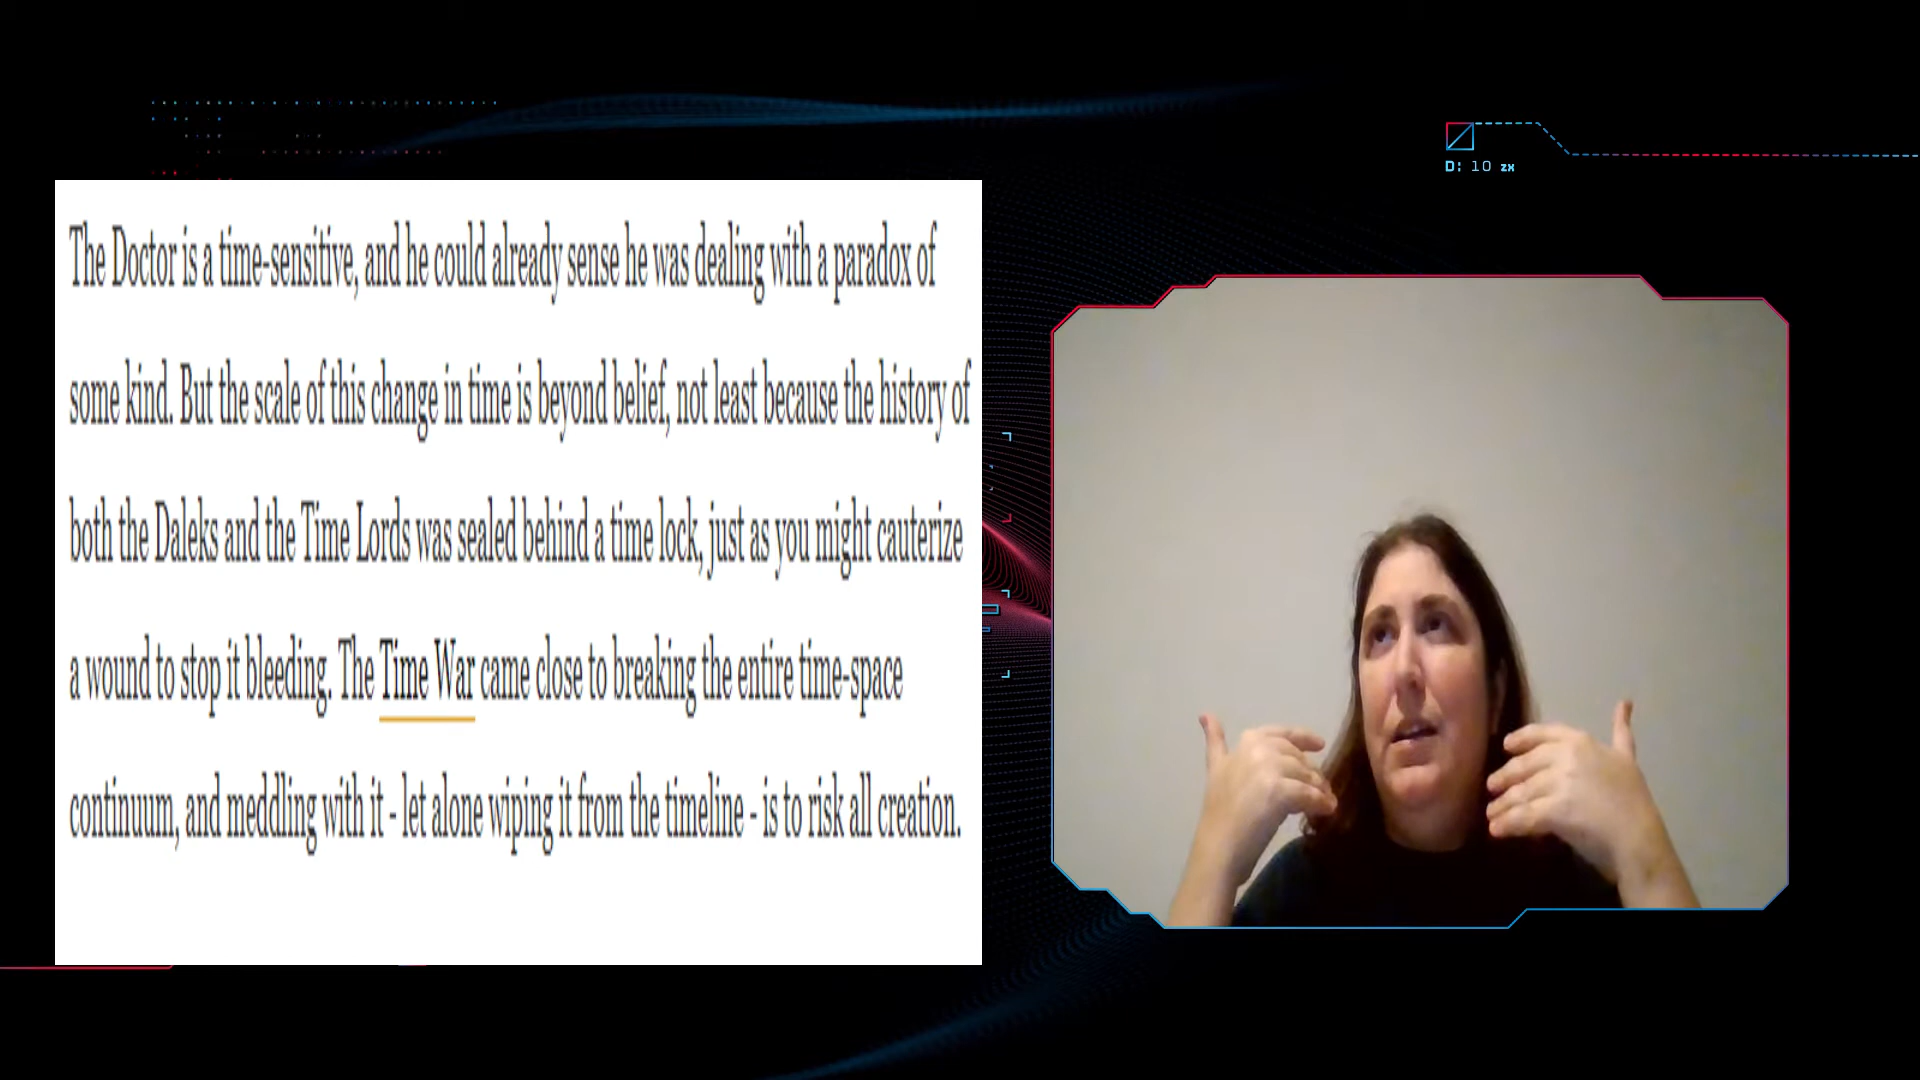 D: 10 zx
The Doctor is a time-sensitive, and he could already sense he was dealing with a paradox of
some kind. But the scale of this change in time is beyond belief, not least because the history of
both the Daleks and the Time Lords was sealed behind a time lock, just as you might cauterize
a wound to stop it bleeding. The Time War came close to breaking the entire time-space
continuum, and meddling with it - let alone wiping it from the timeline - is to risk all creation.